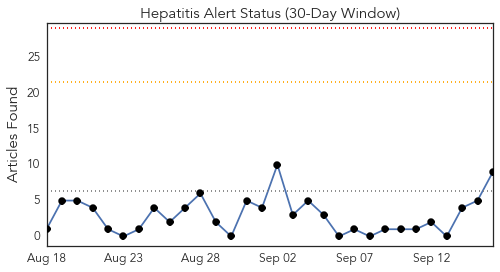 Hepatitis Alert Status (30-Day Window)
Articles Found
25
20
15
10
5
0
Aug 18 Aug 23 Aug 28 Sep 02 Sep 07 Sep 12